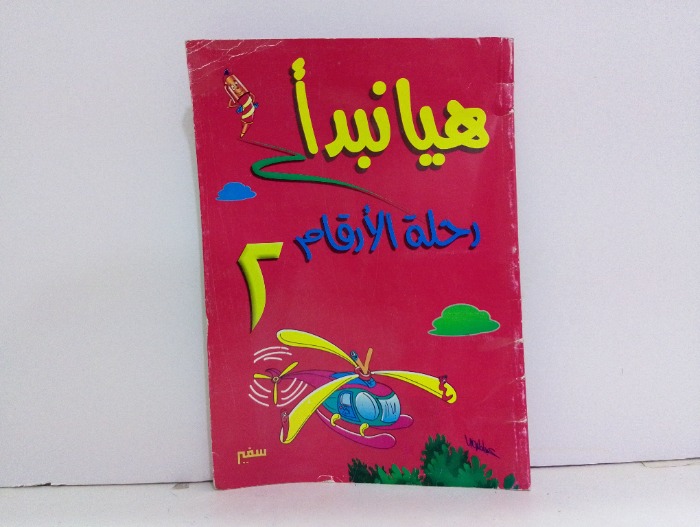 هيا نبدأ
رحلة الأرقام
٢
سفير